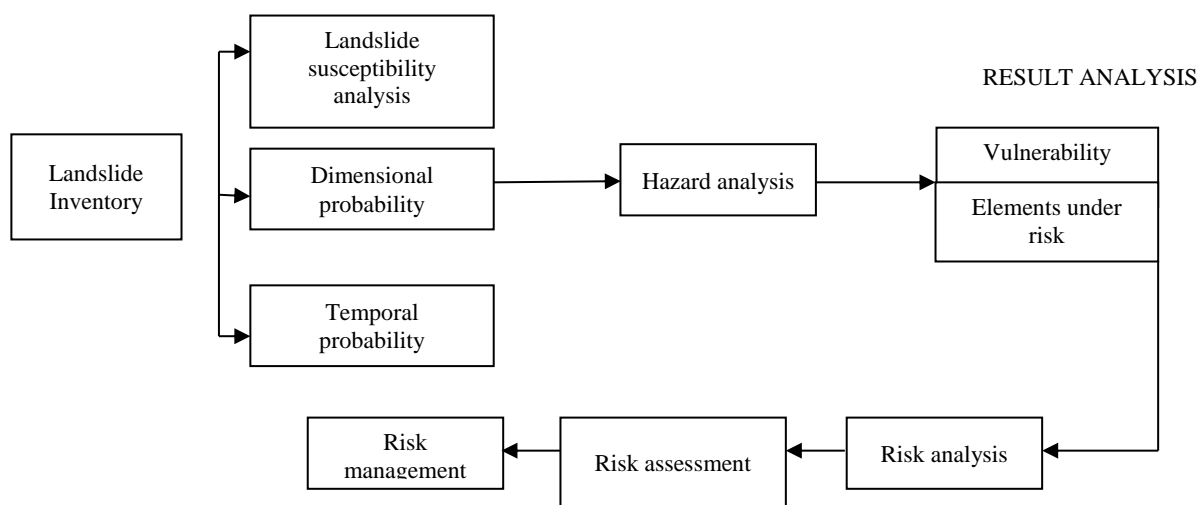 Landslide
susceptibility
analysis
RESULT ANALYSIS
Landslide
Inventory
Dimensional
probability
Hazard analysis
Vulnerability
Elements under
risk
Temporal
probability
Risk
management
Risk assessment
Risk analysis